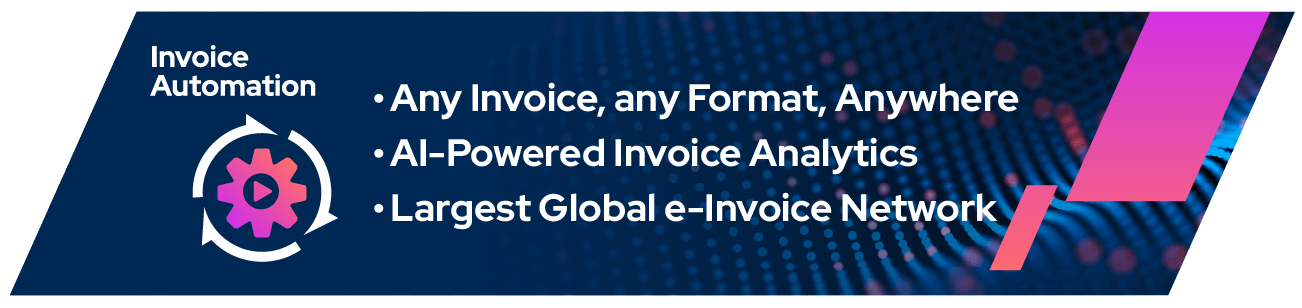 Invoice
Automation
• Any Invoice, any Format, Anywhere
• AI-Powered Invoice Analytics
• Largest Global e-Invoice Network